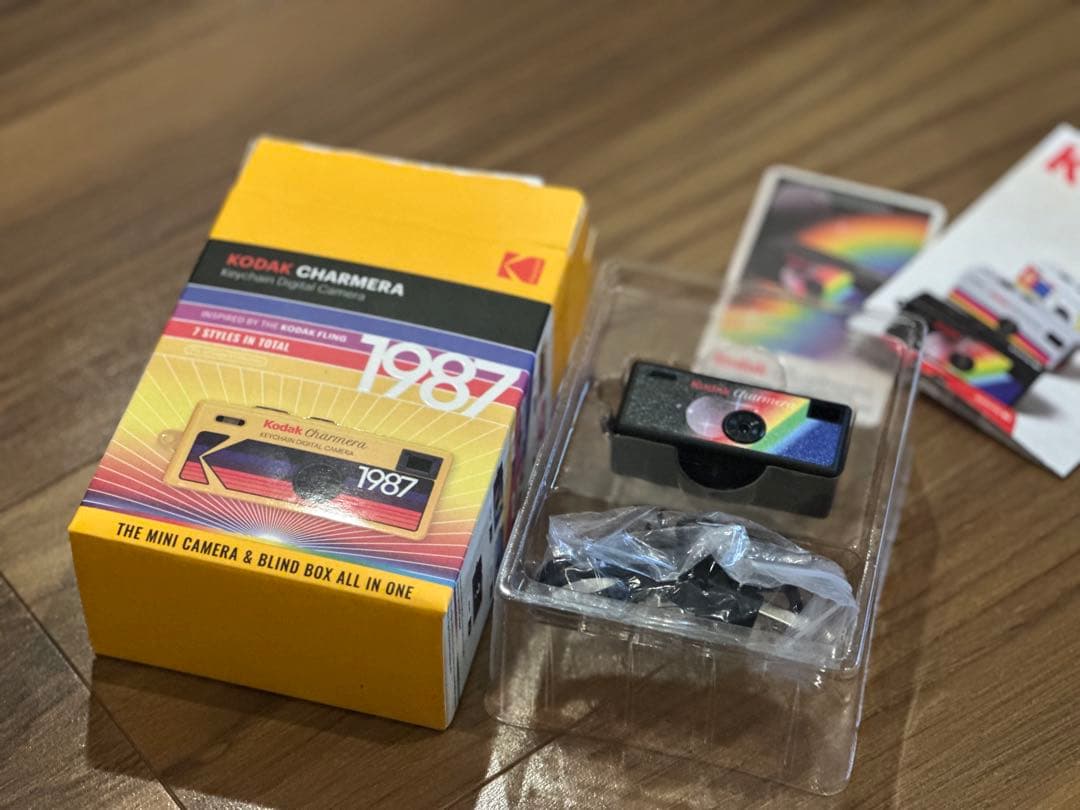 KODAK CHARMERA
Keychain Digital Camera
INSPIRED BY THE KODAK FLING
7 STYLES IN TOTAL
1987
Kodak Charmera
KEYCHAIN DIGITAL CAMERA
1987
THE MINI CAMERA & BLIND BOX ALL IN ONE
Kodak Charmera
Kodak
K